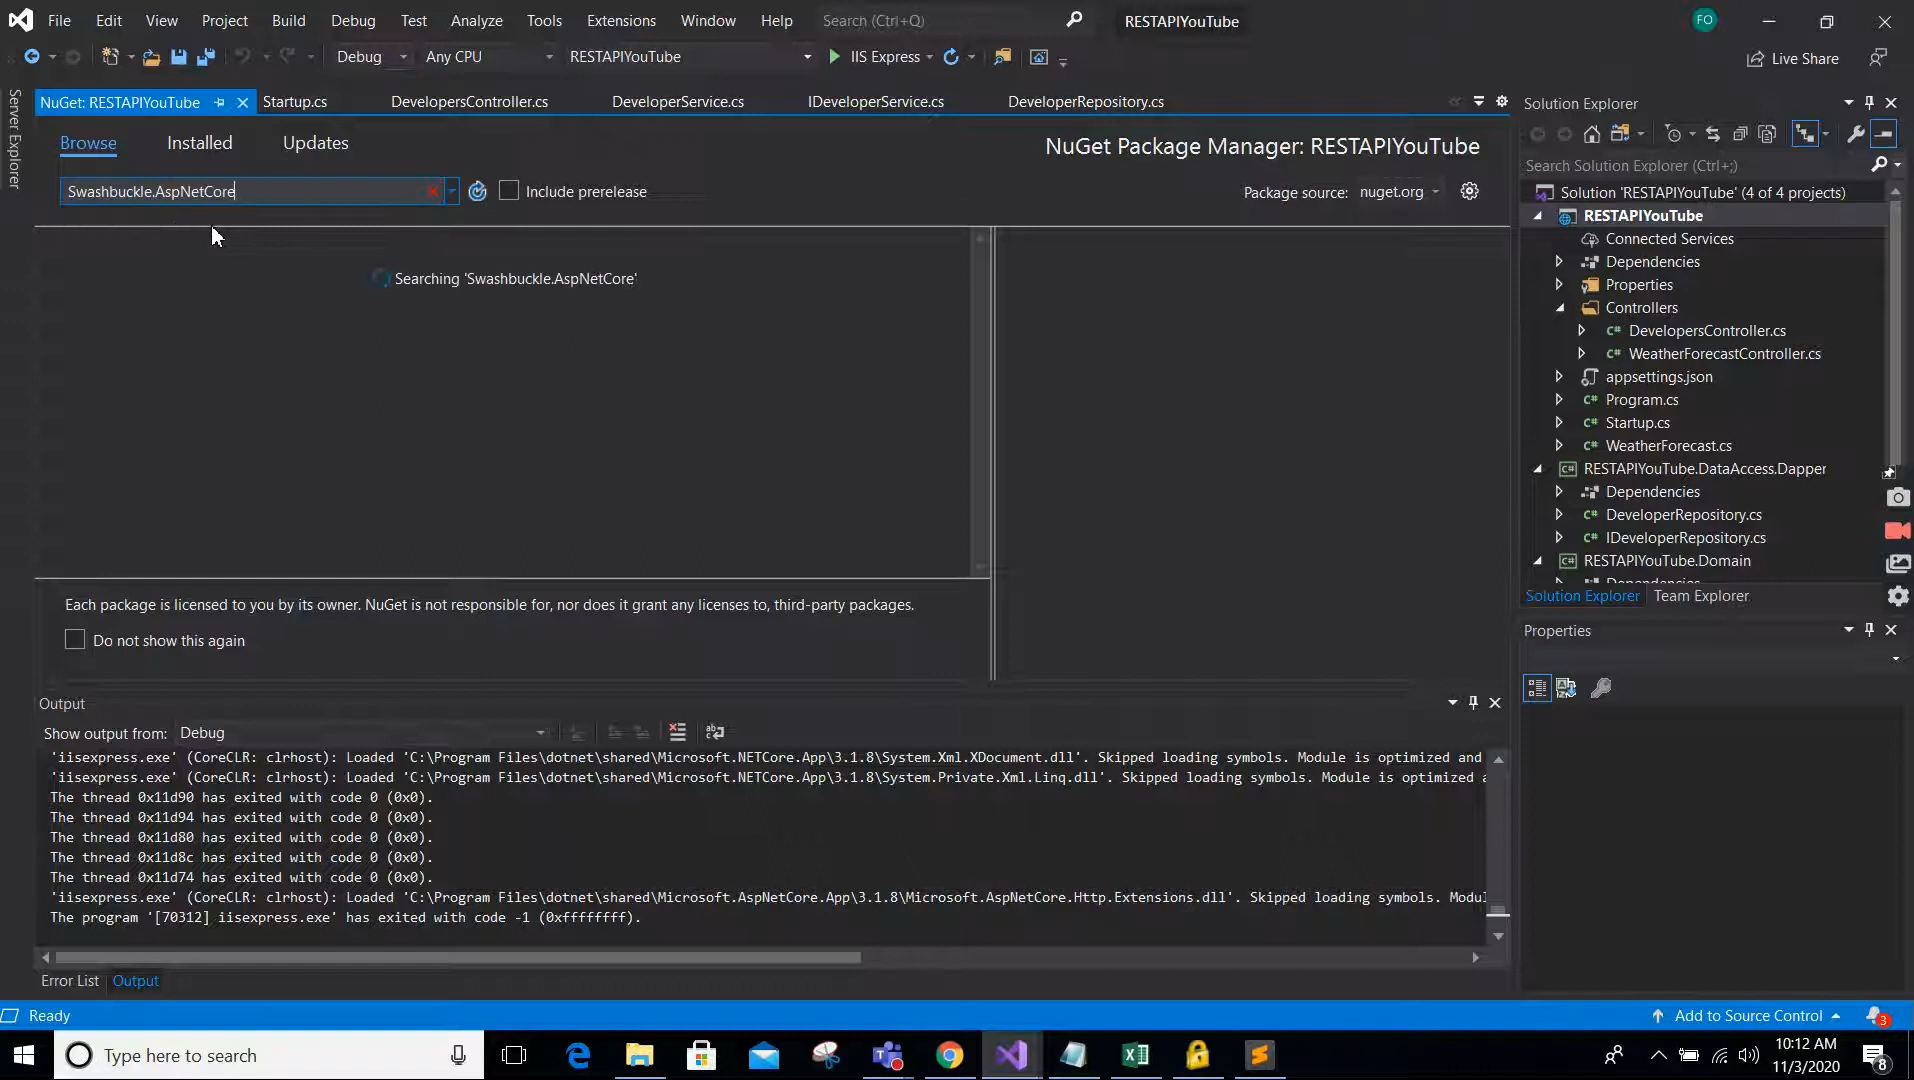 File Edit View Project Build Debug Test Analyze Tools Extensions Window Help Search (Ctrl+Q) RESTAPIYouTube FO
Debug Any CPU RESTAPIYouTube IIS Express Live Share
Server Explorer
NuGet: RESTAPIYouTube Startup.cs DevelopersController.cs DeveloperService.cs IDeveloperService.cs DeveloperRepository.cs
Browse Installed Updates
NuGet Package Manager: RESTAPIYouTube
Swashbuckle.AspNetCore Include prerelease Package source: nuget.org
Searching 'Swashbuckle.AspNetCore'
Each package is licensed to you by its owner. NuGet is not responsible for, nor does it grant any licenses to, third-party packages.
Do not show this again
Output
Show output from: Debug
'iisexpress.exe' (CoreCLR: clrhost): Loaded 'C:\Program Files\dotnet\shared\Microsoft.NETCore.App\3.1.8\System.Xml.XDocument.dll'. Skipped loading symbols. Module is optimized and
'iisexpress.exe' (CoreCLR: clrhost): Loaded 'C:\Program Files\dotnet\shared\Microsoft.NETCore.App\3.1.8\System.Private.Xml.Linq.dll'. Skipped loading symbols. Module is optimized a
The thread 0x11d90 has exited with code 0 (0x0).
The thread 0x11d94 has exited with code 0 (0x0).
The thread 0x11d80 has exited with code 0 (0x0).
The thread 0x11d8c has exited with code 0 (0x0).
The thread 0x11d74 has exited with code 0 (0x0).
'iisexpress.exe' (CoreCLR: clrhost): Loaded 'C:\Program Files\dotnet\shared\Microsoft.AspNetCore.App\3.1.8\Microsoft.AspNetCore.Http.Extensions.dll'. Skipped loading symbols. Modul
The program '[70312] iisexpress.exe' has exited with code -1 (0xffffffff).
Error List Output
Solution Explorer
Search Solution Explorer (Ctrl+;)
Solution 'RESTAPIYouTube' (4 of 4 projects)
RESTAPIYouTube
Connected Services
Dependencies
Properties
Controllers
C# DevelopersController.cs
C# WeatherForecastController.cs
appsettings.json
C# Program.cs
C# Startup.cs
C# WeatherForecast.cs
C# RESTAPIYouTube.DataAccess.Dapper
Dependencies
C# DeveloperRepository.cs
C# IDeveloperRepository.cs
C# RESTAPIYouTube.Domain
Dependencies
Solution Explorer Team Explorer
Properties
Ready Add to Source Control 3
Type here to search 10:12 AM
11/3/2020 8